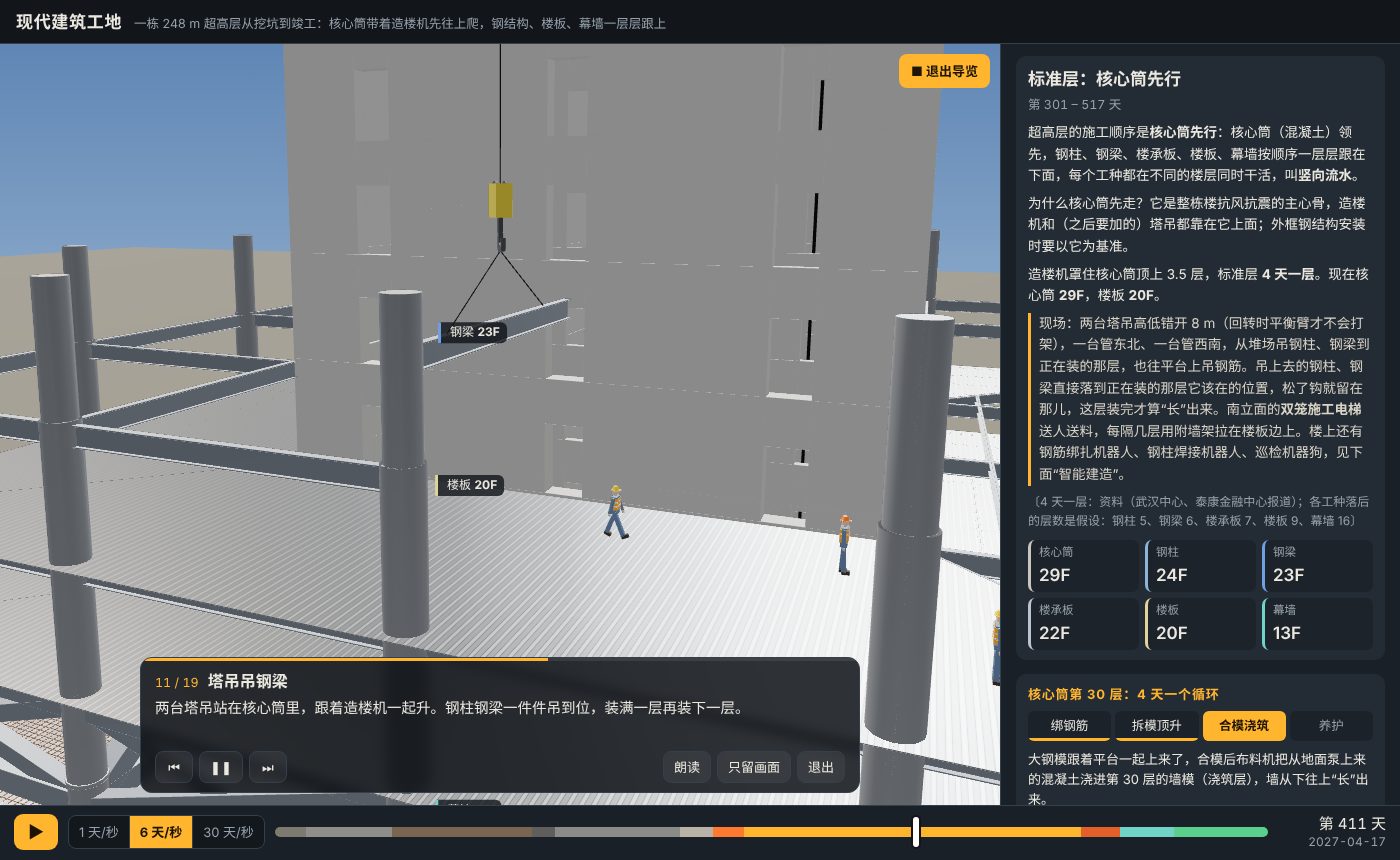 现代建筑工地
一栋 248 m 超高层从挖坑到竣工：核心筒带着造楼机先往上爬，钢结构、楼板、幕墙一层层跟上
■ 退出导览
钢梁 23F
楼板 20F
11 / 19 塔吊吊钢梁
两台塔吊站在核心筒里，跟着造楼机一起升。钢柱钢梁一件件吊到位，装满一层再装下一层。
朗读
只留画面
退出
标准层：核心筒先行
第 301 – 517 天
超高层的施工顺序是核心筒先行：核心筒（混凝土）领
先，钢柱、钢梁、楼承板、楼板、幕墙按顺序一层层跟在
下面，每个工种都在不同的楼层同时干活，叫竖向流水。
为什么核心筒先走？它是整栋楼抗风抗震的主心骨，造楼
机和（之后要加的）塔吊都靠在它上面；外框钢结构安装
时要以它为基准。
造楼机罩住核心筒顶上 3.5 层，标准层 4 天一层。现在核
心筒 29F，楼板 20F。
现场：两台塔吊高低错开 8 m（回转时平衡臂才不会打
架），一台管东北、一台管西南，从堆场吊钢柱、钢梁到
正在装的那层，也往平台上吊钢筋。吊上去的钢柱、钢
梁直接落到正在装的那层它该在的位置，松了钩就留在
那儿，这层装完才算“长”出来。南立面的双笼施工电梯
送人送料，每隔几层用附墙架拉在楼板边上。楼上还有
钢筋绑扎机器人、钢柱焊接机器人、巡检机器狗，见下
面“智能建造”。
〔4 天一层：资料（武汉中心、泰康金融中心报道）；各工种落后
的层数是假设：钢柱 5、钢梁 6、楼承板 7、楼板 9、幕墙 16〕
核心筒
29F
钢柱
24F
钢梁
23F
楼承板
22F
楼板
20F
幕墙
13F
核心筒第 30 层：4 天一个循环
绑钢筋
拆模顶升
合模浇筑
养护
大钢模跟着平台一起上来了，合模后布料机把从地面泵上来
的混凝土浇进第 30 层的墙模（浇筑层），墙从下往上“长”出
来。
1 天/秒
6 天/秒
30 天/秒
第 411 天
2027-04-17